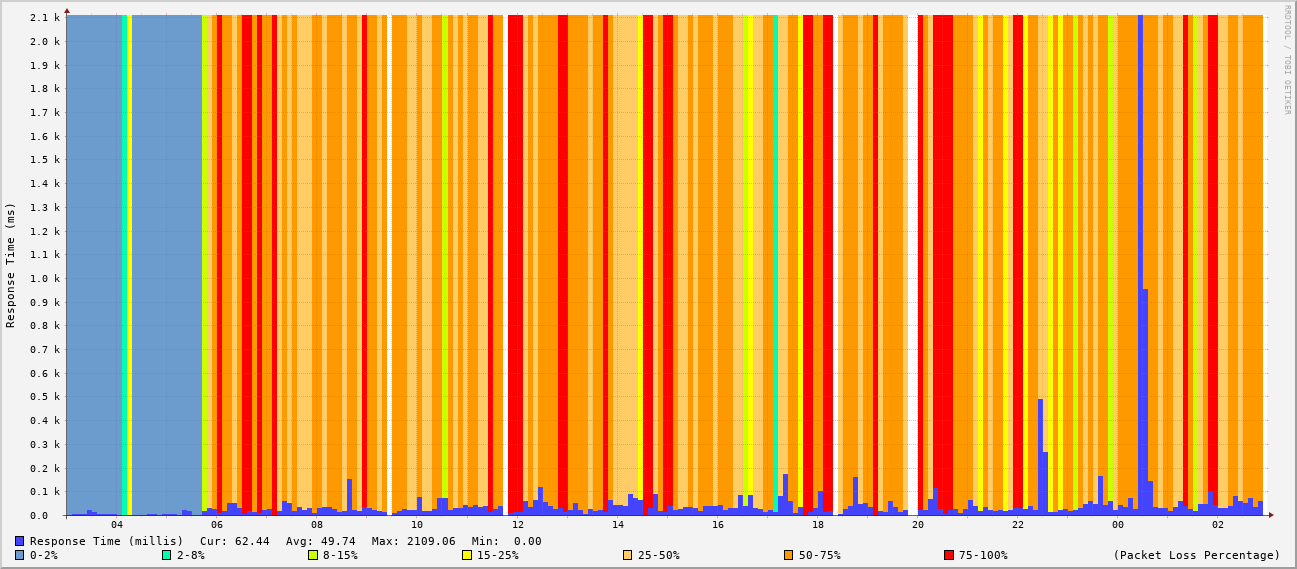 RRDTOOL / TOBI OETIKER
Response Time (ms)
2.1 k
2.0 k
1.9 k
1.8 k
1.7 k
1.6 k
1.5 k
1.4 k
1.3 k
1.2 k
1.1 k
1.0 k
0.9 k
0.8 k
0.7 k
0.6 k
0.5 k
0.4 k
0.3 k
0.2 k
0.1 k
0.0
04 06 08 10 12 14 16 18 20 22 00 02
Response Time (millis) Cur: 62.44 Avg: 49.74 Max: 2109.06 Min: 0.00
0-2% 2-8% 8-15% 15-25% 25-50% 50-75% 75-100% (Packet Loss Percentage)